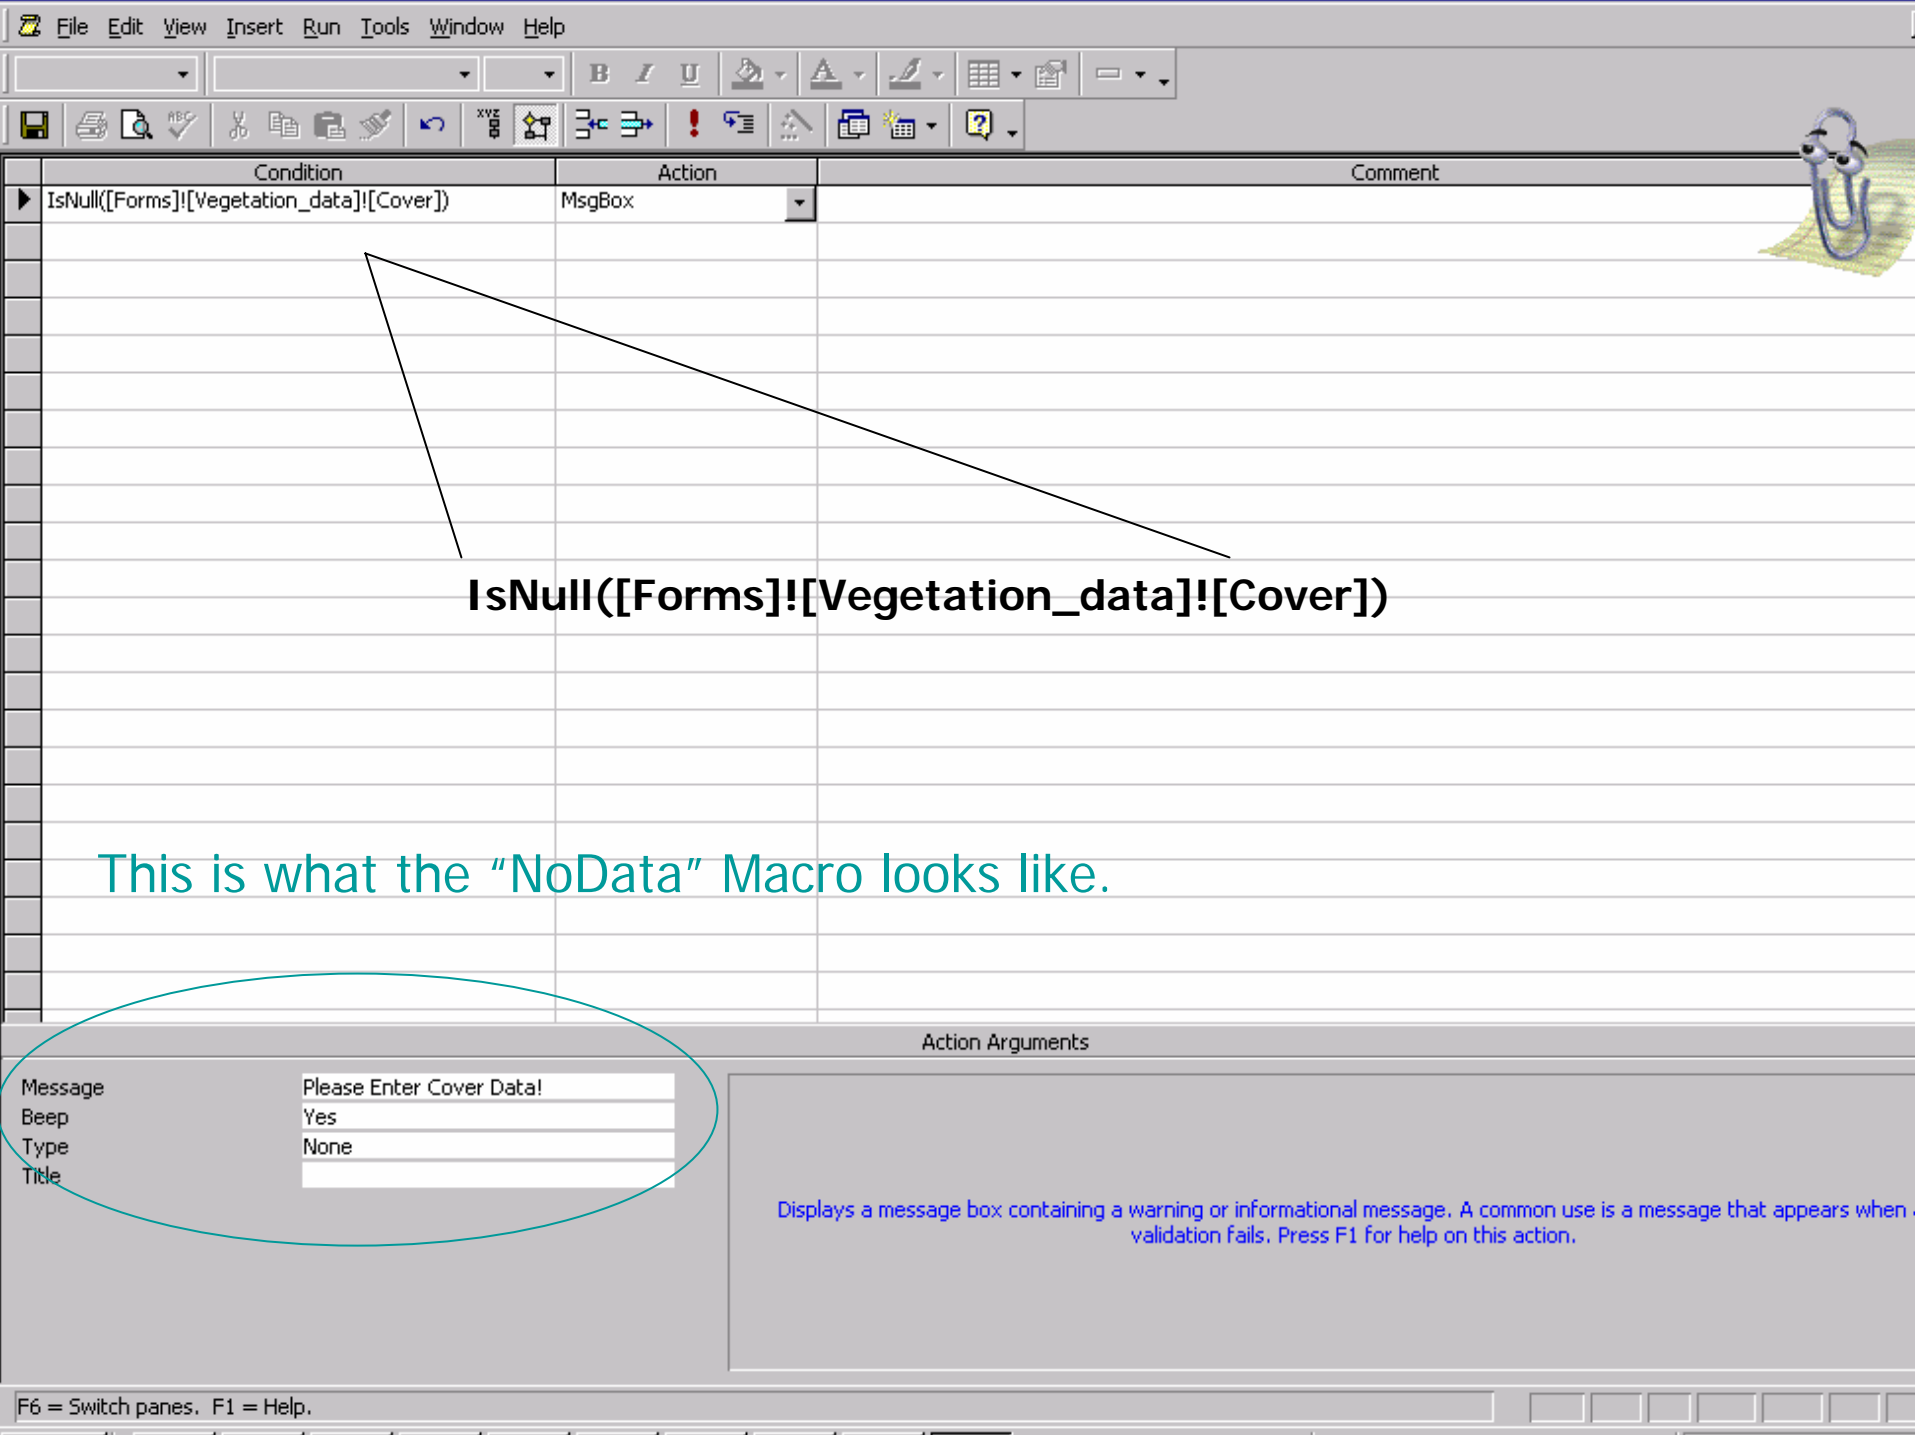 File Edit View Insert Run Tools Window Help
B I U A
ABC XYZ
Condition Action Comment
IsNull([Forms]![Vegetation_data]![Cover]) MsgBox
IsNull([Forms]![Vegetation_data]![Cover])
This is what the “NoData” Macro looks like.
Action Arguments
Message Please Enter Cover Data!
Beep Yes
Type None
Title
Displays a message box containing a warning or informational message. A common use is a message that appears when
validation fails. Press F1 for help on this action.
F6 = Switch panes. F1 = Help.